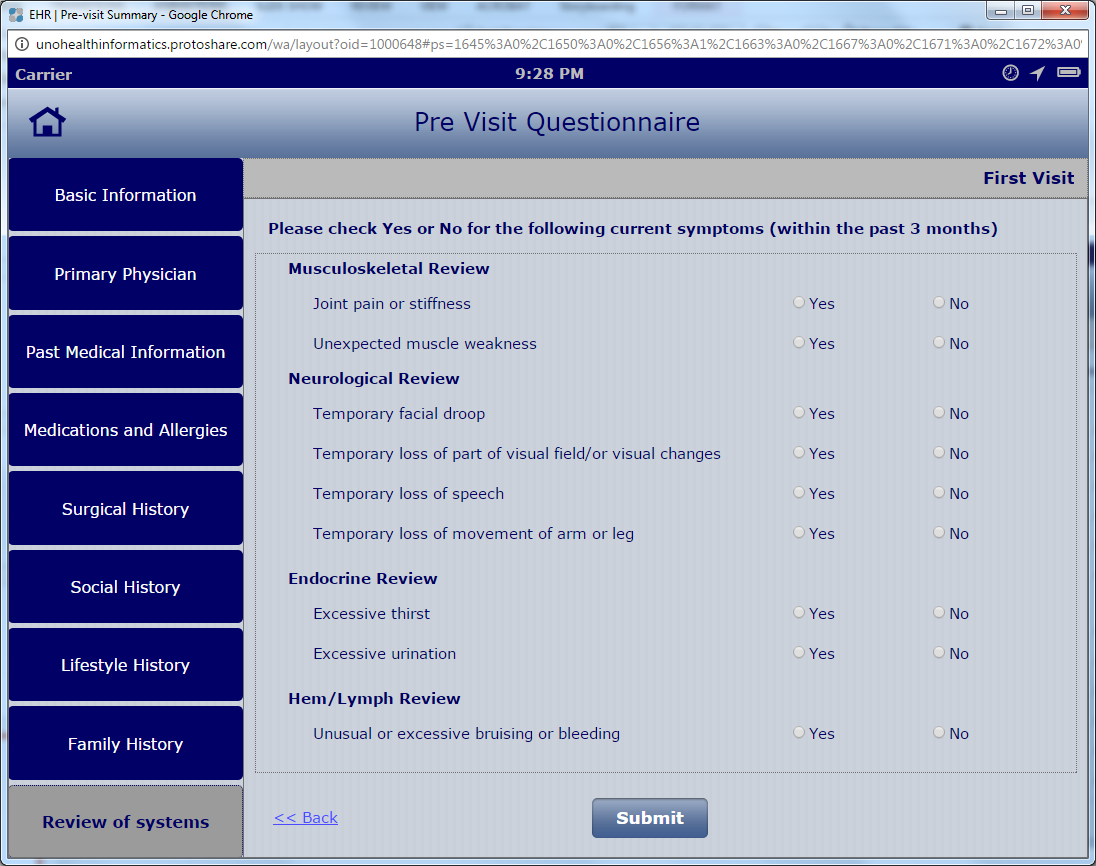 EHR | Pre-visit Summary - Google Chrome
unohealthinformatics.protoshare.com/wa/layout?oid=1000648#ps=1645%3A0%2C1650%3A0%2C1656%3A1%2C1663%3A0%2C1667%3A0%2C1671%3A0%2C1672%3A0
Carrier 9:28 PM
Pre Visit Questionnaire
First Visit
Basic Information
Primary Physician
Past Medical Information
Medications and Allergies
Surgical History
Social History
Lifestyle History
Family History
Review of systems
Please check Yes or No for the following current symptoms (within the past 3 months)
Musculoskeletal Review
Joint pain or stiffness Yes No
Unexpected muscle weakness Yes No
Neurological Review
Temporary facial droop Yes No
Temporary loss of part of visual field/or visual changes Yes No
Temporary loss of speech Yes No
Temporary loss of movement of arm or leg Yes No
Endocrine Review
Excessive thirst Yes No
Excessive urination Yes No
Hem/Lymph Review
Unusual or excessive bruising or bleeding Yes No
<< Back Submit